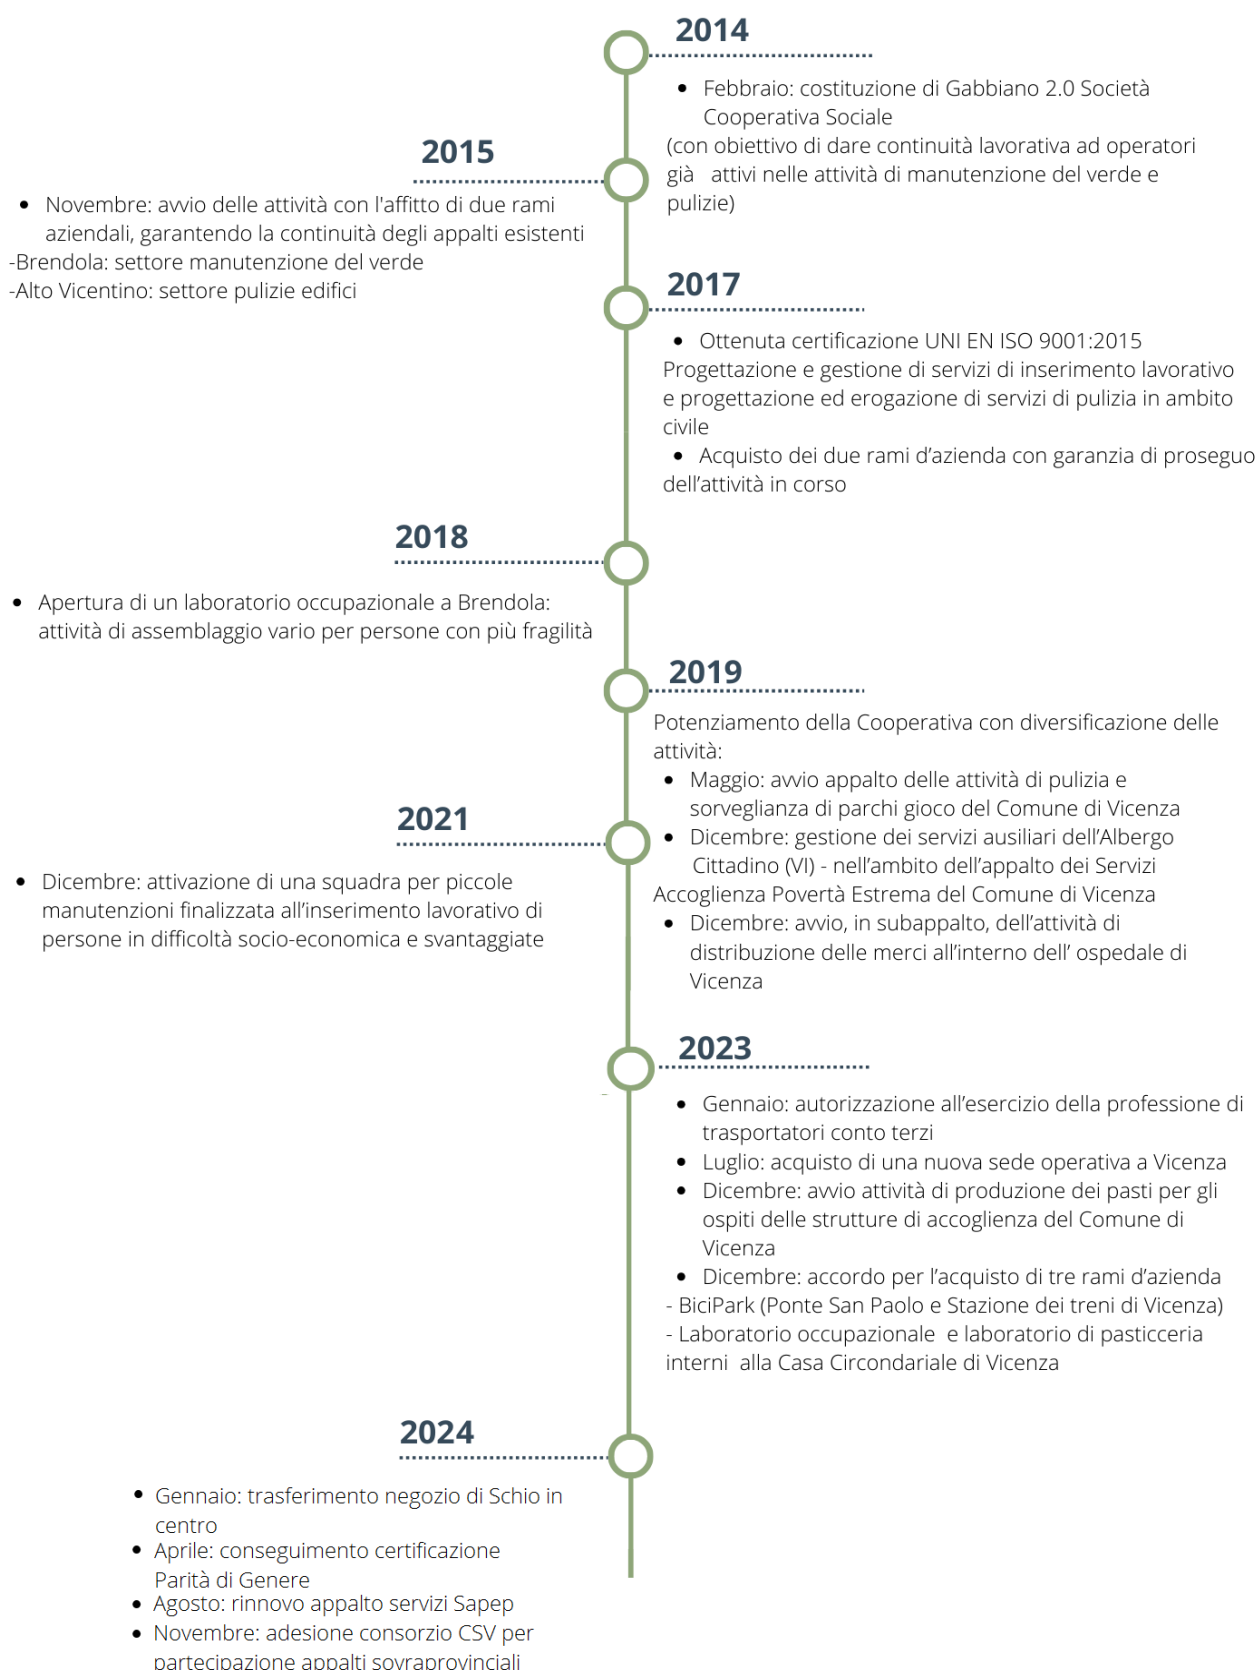 2014
• Febbraio: costituzione di Gabbiano 2.0 Società
Cooperativa Sociale
(con obiettivo di dare continuità lavorativa ad operatori
già attivi nelle attività di manutenzione del verde e
pulizie)
2015
• Novembre: avvio delle attività con l'affitto di due rami
aziendali, garantendo la continuità degli appalti esistenti
-Brendola: settore manutenzione del verde
-Alto Vicentino: settore pulizie edifici
2017
• Ottenuta certificazione UNI EN ISO 9001:2015
Progettazione e gestione di servizi di inserimento lavorativo
e progettazione ed erogazione di servizi di pulizia in ambito
civile
• Acquisto dei due rami d’azienda con garanzia di proseguo
dell’attività in corso
2018
• Apertura di un laboratorio occupazionale a Brendola:
attività di assemblaggio vario per persone con più fragilità
2019
Potenziamento della Cooperativa con diversificazione delle
attività:
• Maggio: avvio appalto delle attività di pulizia e
sorveglianza di parchi gioco del Comune di Vicenza
• Dicembre: gestione dei servizi ausiliari dell’Albergo
Cittadino (VI) - nell’ambito dell’appalto dei Servizi
Accoglienza Povertà Estrema del Comune di Vicenza
• Dicembre: avvio, in subappalto, dell’attività di
distribuzione delle merci all’interno dell’ ospedale di
Vicenza
2021
• Dicembre: attivazione di una squadra per piccole
manutenzioni finalizzata all’inserimento lavorativo di
persone in difficoltà socio-economica e svantaggiate
2023
• Gennaio: autorizzazione all’esercizio della professione di
trasportatori conto terzi
• Luglio: acquisto di una nuova sede operativa a Vicenza
• Dicembre: avvio attività di produzione dei pasti per gli
ospiti delle strutture di accoglienza del Comune di
Vicenza
• Dicembre: accordo per l’acquisto di tre rami d’azienda
- BiciPark (Ponte San Paolo e Stazione dei treni di Vicenza)
- Laboratorio occupazionale e laboratorio di pasticceria
interni alla Casa Circondariale di Vicenza
2024
• Gennaio: trasferimento negozio di Schio in
centro
• Aprile: conseguimento certificazione
Parità di Genere
• Agosto: rinnovo appalto servizi Sapep
• Novembre: adesione consorzio CSV per
partecipazione appalti sovraprovinciali